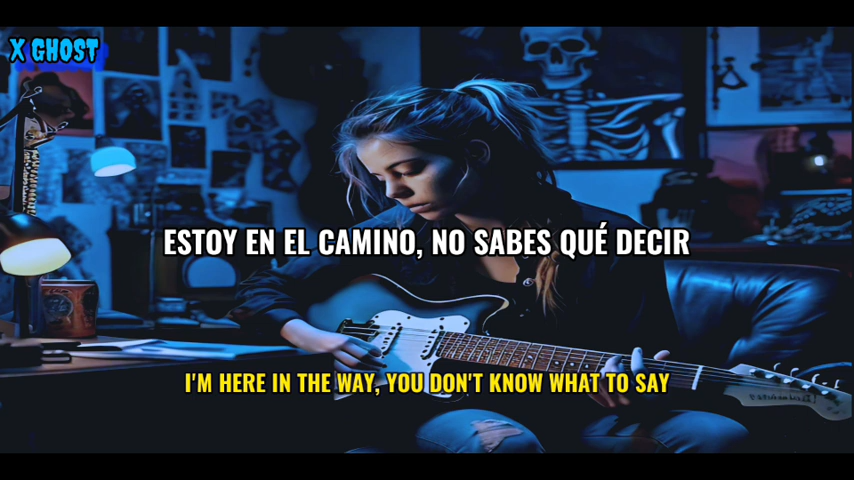 X GHOST
ESTOY EN EL CAMINO, NO SABES QUÉ DECIR
I'M HERE IN THE WAY, YOU DON'T KNOW WHAT TO SAY